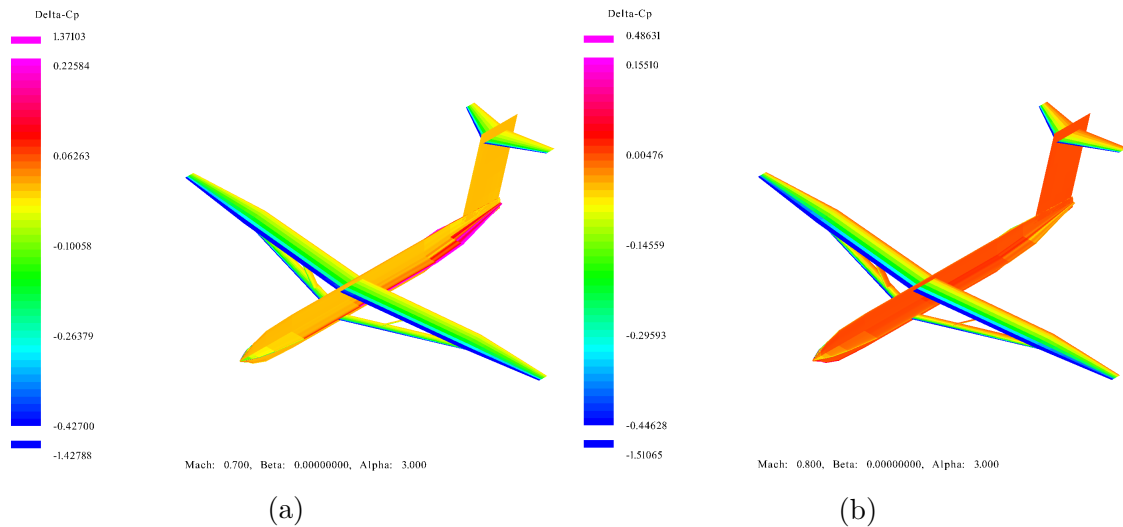 Delta-Cp
1.37103
0.22584
0.06263
-0.10058
-0.26379
-0.42700
-1.42788
Mach: 0.700, Beta: 0.00000000, Alpha: 3.000
(a)
Delta-Cp
0.48631
0.15510
0.00476
-0.14559
-0.29593
-0.44628
-1.51065
Mach: 0.800, Beta: 0.00000000, Alpha: 3.000
(b)